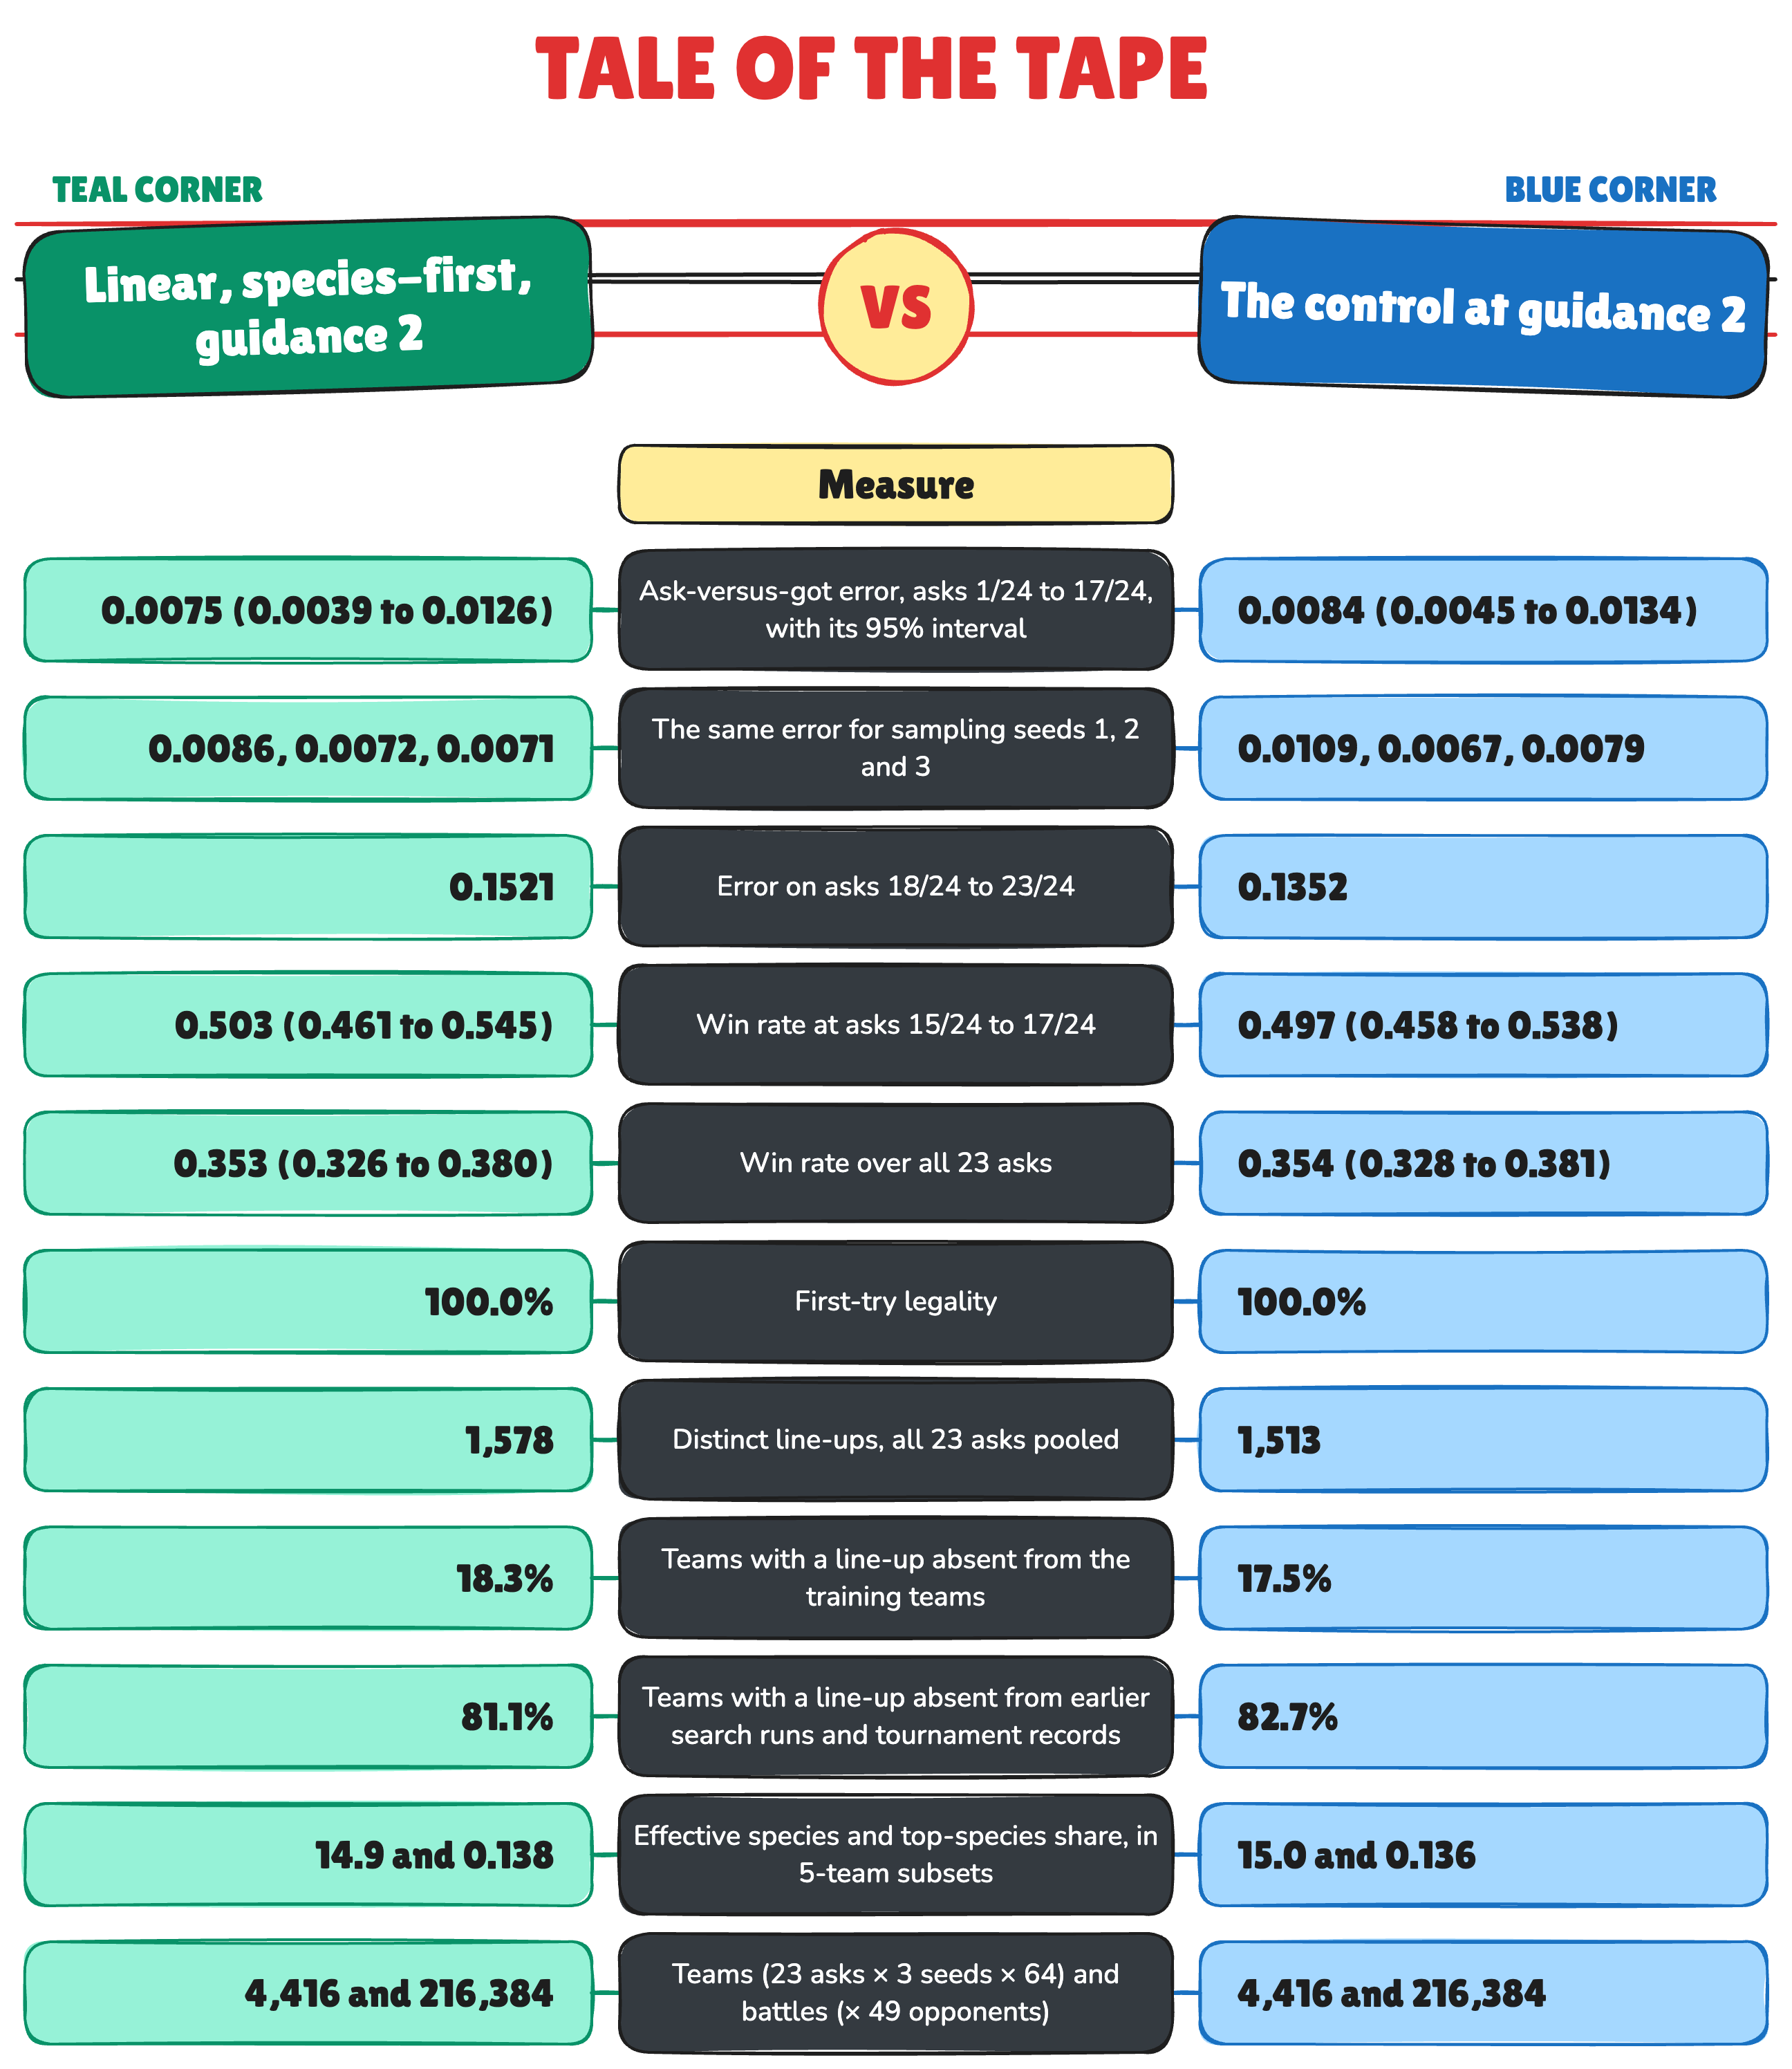 TALE OF THE TAPE
TEAL CORNER
BLUE CORNER
Linear, species-first,
guidance 2
VS
The control at guidance 2
Measure
0.0075 (0.0039 to 0.0126)
Ask-versus-got error, asks 1/24 to 17/24,
with its 95% interval
0.0084 (0.0045 to 0.0134)
0.0086, 0.0072, 0.0071
The same error for sampling seeds 1, 2
and 3
0.0109, 0.0067, 0.0079
0.1521
Error on asks 18/24 to 23/24
0.1352
0.503 (0.461 to 0.545)
Win rate at asks 15/24 to 17/24
0.497 (0.458 to 0.538)
0.353 (0.326 to 0.380)
Win rate over all 23 asks
0.354 (0.328 to 0.381)
100.0%
First-try legality
100.0%
1,578
Distinct line-ups, all 23 asks pooled
1,513
18.3%
Teams with a line-up absent from the
training teams
17.5%
81.1%
Teams with a line-up absent from earlier
search runs and tournament records
82.7%
14.9 and 0.138
Effective species and top-species share, in
5-team subsets
15.0 and 0.136
4,416 and 216,384
Teams (23 asks × 3 seeds × 64) and
battles (× 49 opponents)
4,416 and 216,384